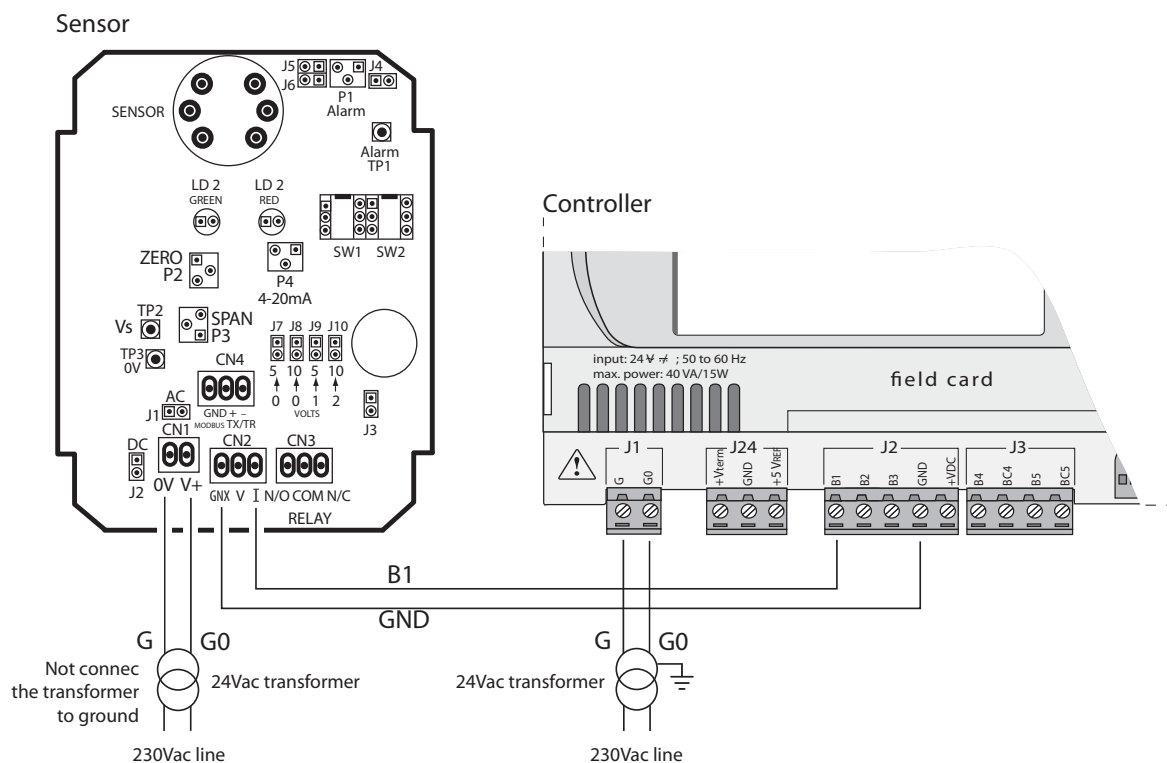 Sensor
J5
J4
J6
P1
Alarm
SENSOR
Alarm
TP1
LD 2
GREEN
LD 2
RED
SW1 SW2
ZERO
P2
P4
4-20mA
TP2
Vs
SPAN
P3
TP3
0V
J7 J8 J9 J10
5 10 5 10
0 0 1 2
VOLTS
CN4
GND + –
MODBUS TX/TR
AC
J1
J3
CN1
DC
J2
CN2
CN3
0V V+
GNX V I N/O COM N/C
RELAY
Controller
input: 24 V ; 50 to 60 Hz
max. power: 40 VA/15W
field card
J1
G
G0
J24
+Vterm
GND
+5 VREF
J2
B1
B2
B3
GND
+VDC
J3
B4
BC4
B5
BC5
B1
GND
G G0
Not connec
the transformer
to ground
24Vac transformer
230Vac line
G G0
24Vac transformer
230Vac line